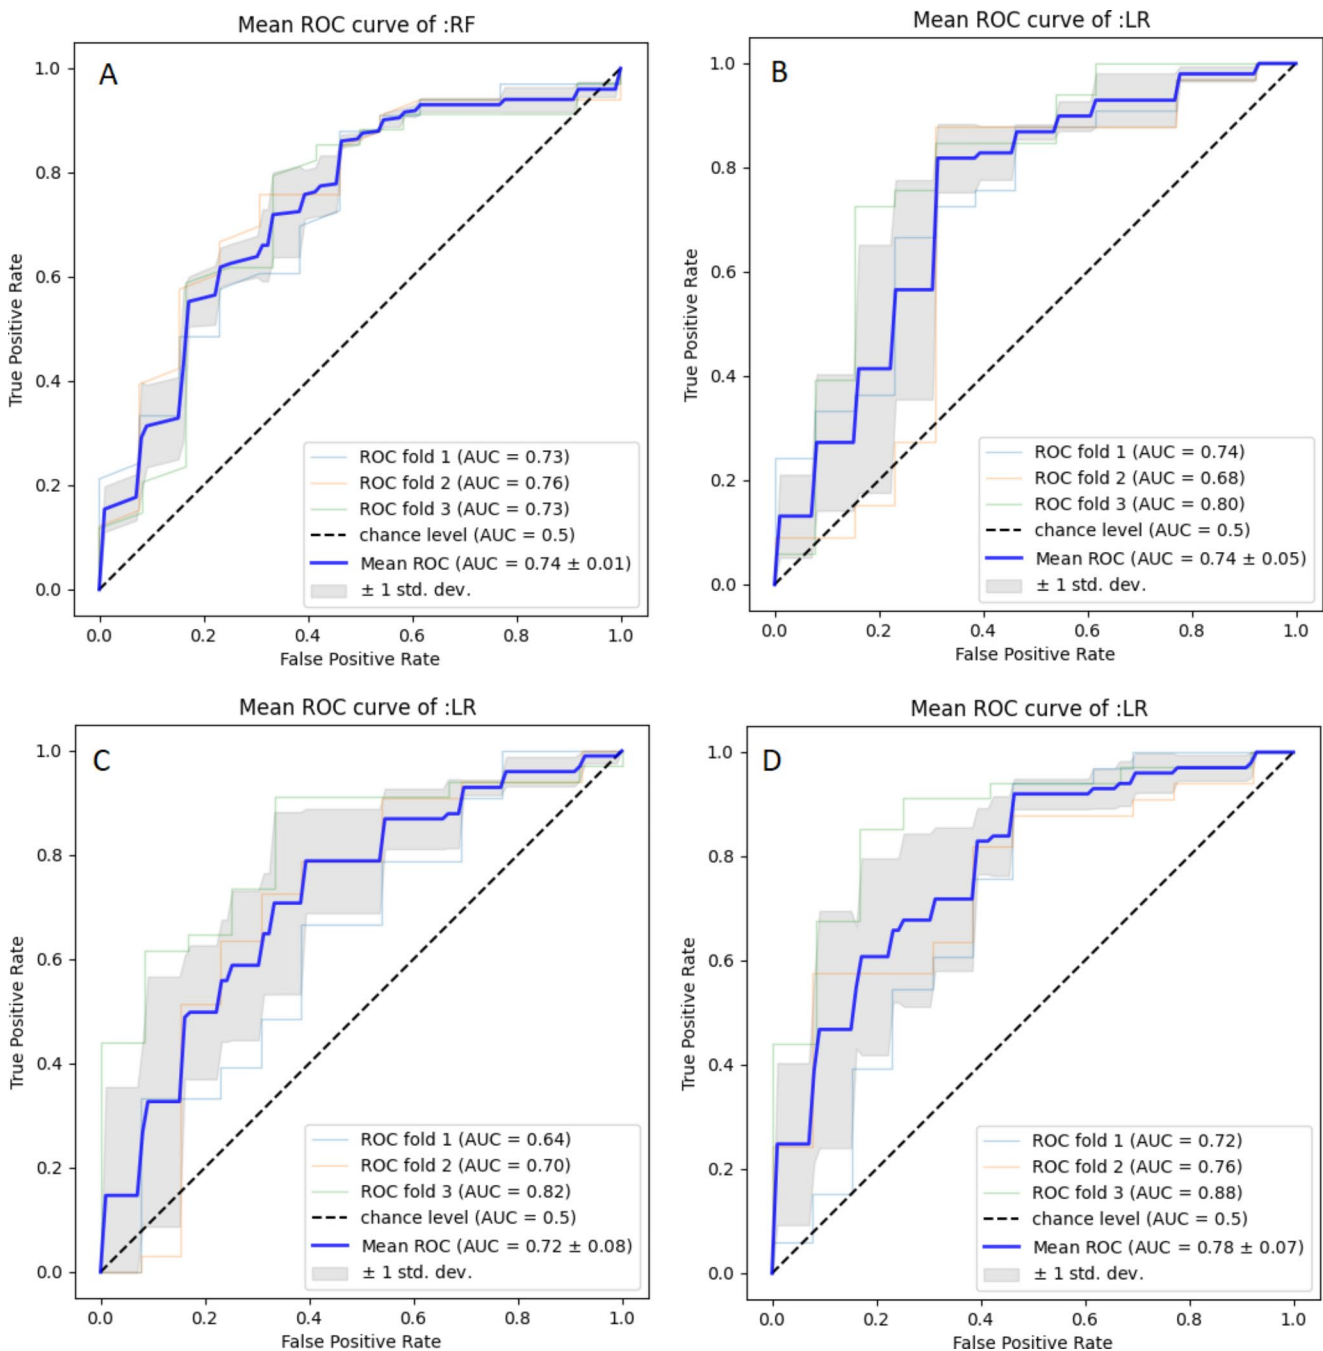 Mean ROC curve of :RF
A
True Positive Rate
1.0
0.8
0.6
0.4
0.2
0.0
ROC fold 1 (AUC = 0.73)
ROC fold 2 (AUC = 0.76)
ROC fold 3 (AUC = 0.73)
chance level (AUC = 0.5)
Mean ROC (AUC = 0.74 ± 0.01)
± 1 std. dev.
0.0 0.2 0.4 0.6 0.8 1.0
False Positive Rate
Mean ROC curve of :LR
B
True Positive Rate
1.0
0.8
0.6
0.4
0.2
0.0
ROC fold 1 (AUC = 0.74)
ROC fold 2 (AUC = 0.68)
ROC fold 3 (AUC = 0.80)
chance level (AUC = 0.5)
Mean ROC (AUC = 0.74 ± 0.05)
± 1 std. dev.
0.0 0.2 0.4 0.6 0.8 1.0
False Positive Rate
Mean ROC curve of :LR
C
True Positive Rate
1.0
0.8
0.6
0.4
0.2
0.0
ROC fold 1 (AUC = 0.64)
ROC fold 2 (AUC = 0.70)
ROC fold 3 (AUC = 0.82)
chance level (AUC = 0.5)
Mean ROC (AUC = 0.72 ± 0.08)
± 1 std. dev.
0.0 0.2 0.4 0.6 0.8 1.0
False Positive Rate
Mean ROC curve of :LR
D
True Positive Rate
1.0
0.8
0.6
0.4
0.2
0.0
ROC fold 1 (AUC = 0.72)
ROC fold 2 (AUC = 0.76)
ROC fold 3 (AUC = 0.88)
chance level (AUC = 0.5)
Mean ROC (AUC = 0.78 ± 0.07)
± 1 std. dev.
0.0 0.2 0.4 0.6 0.8 1.0
False Positive Rate